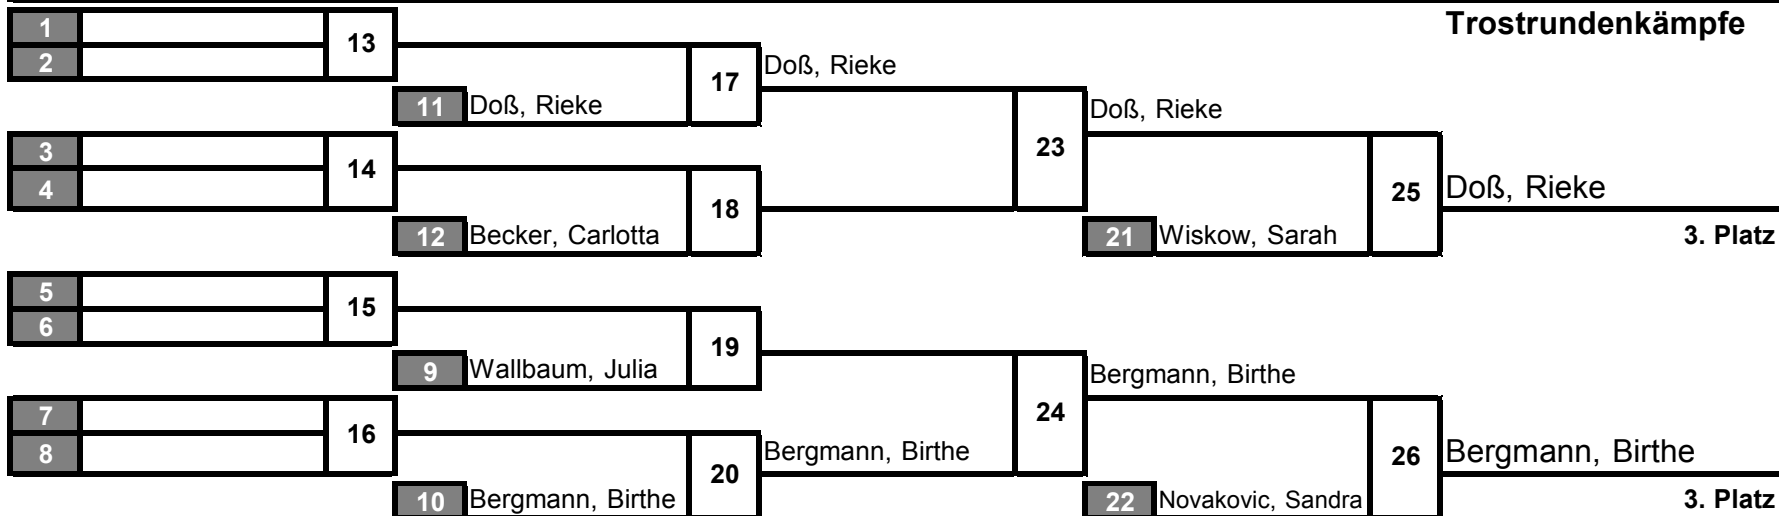 Trostrundenkämpfe
1
13
2
Doß, Rieke
17
11 Doß, Rieke
Doß, Rieke
3
23
14
4
25 Doß, Rieke
18
12 Becker, Carlotta
21 Wiskow, Sarah
3. Platz
5
15
6
19
9 Wallbaum, Julia
Bergmann, Birthe
7
24
16
8
Bergmann, Birthe
26 Bergmann, Birthe
20
10 Bergmann, Birthe
22 Novakovic, Sandra
3. Platz